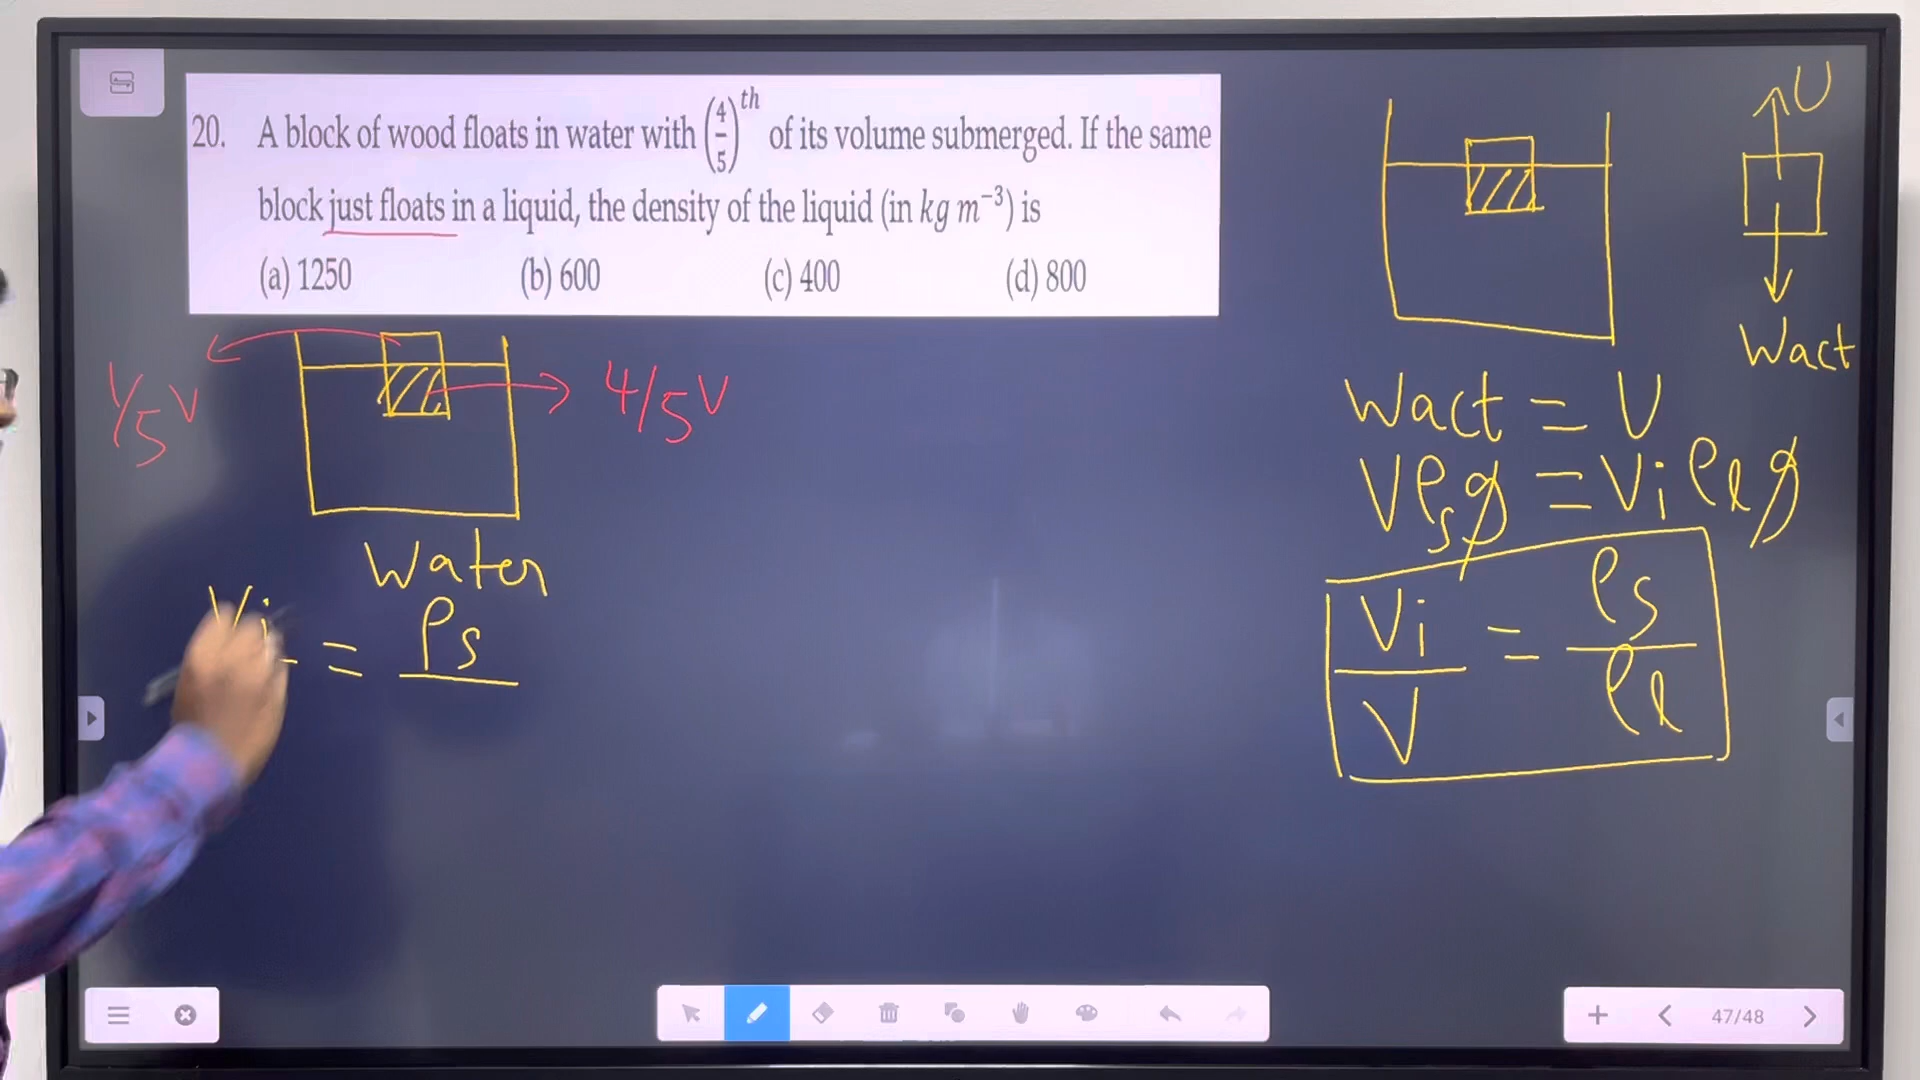 20. A block of wood floats in water with (4/5)^th of its volume submerged. If the same
block just floats in a liquid, the density of the liquid (in kg m⁻³) is
(a) 1250 (b) 600 (c) 400 (d) 800
1/5 V
4/5 V
Water
Vi = ρs
U
Wact
Wact = U
Vρsg = Viρlg
Vi/V = ρs/ρl
47/48